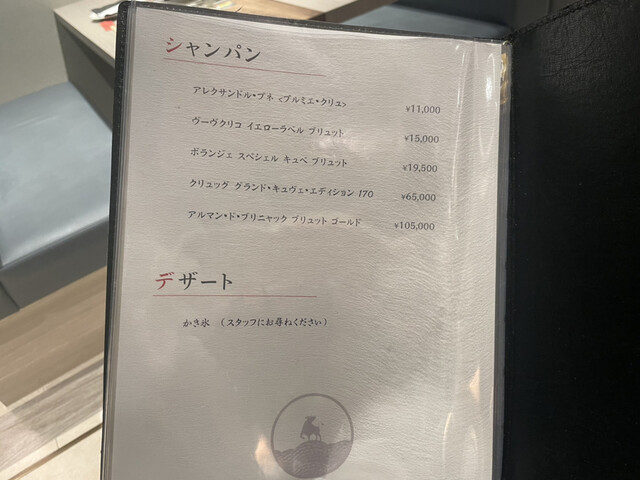 シャンパン
アレクサンドル・プネ <プルミエ・クリュ> ¥11,000
ヴーヴクリコ イエローラベル ブリュット ¥15,000
ボランジェ スペシェル キュベ ブリュット ¥19,500
クリュッグ グランド・キュヴェ・エディション 170 ¥65,000
アルマン・ド・ブリニャック ブリュット ゴールド ¥105,000
デザート
かき氷 (スタッフにお尋ねください)